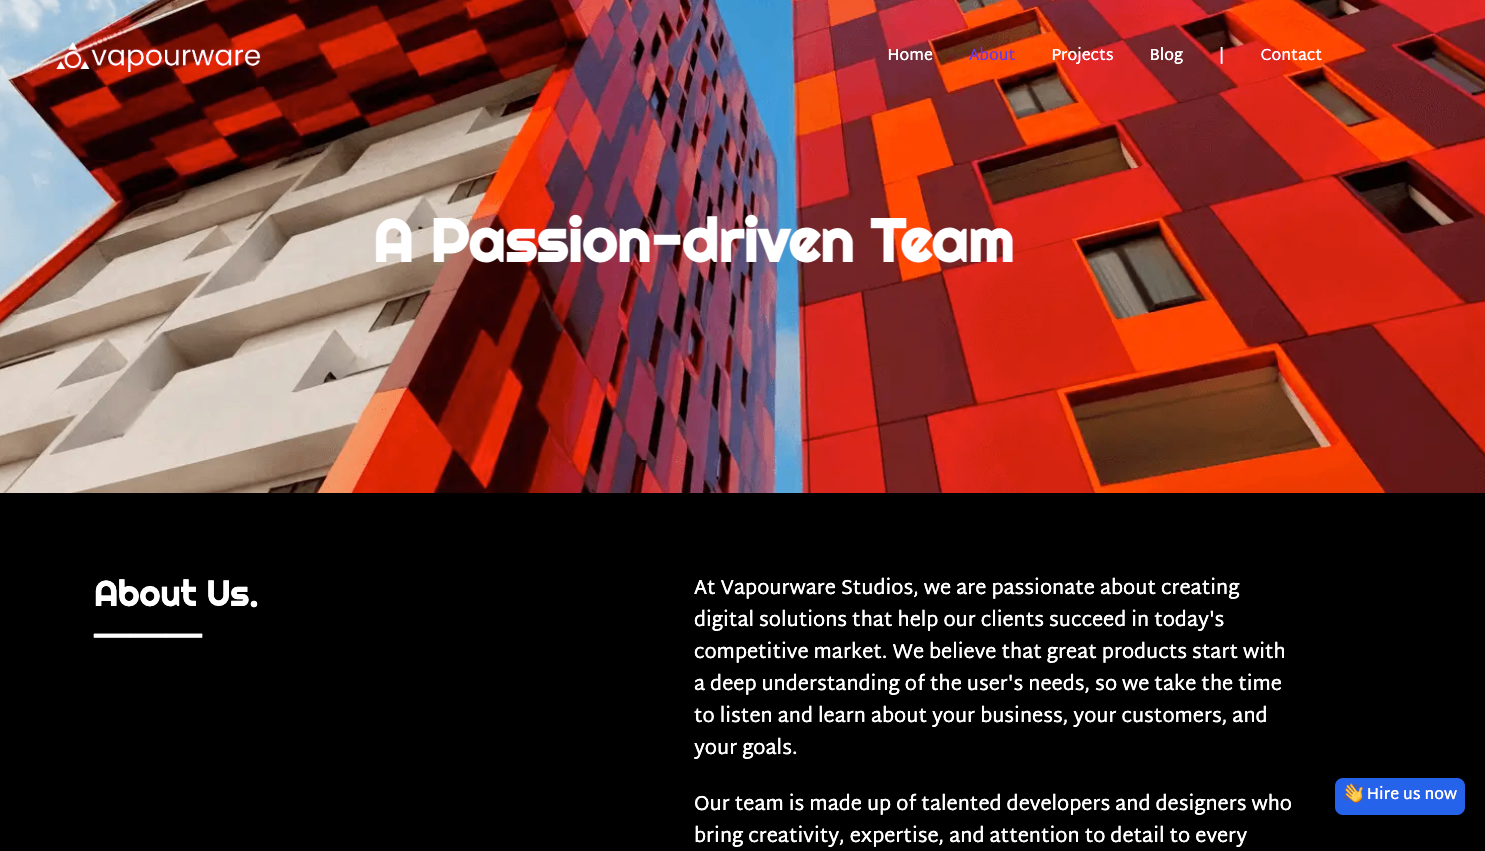 vapourware
Home About Projects Blog | Contact
A Passion-driven Team
About Us.
At Vapourware Studios, we are passionate about creating
digital solutions that help our clients succeed in today's
competitive market. We believe that great products start with
a deep understanding of the user's needs, so we take the time
to listen and learn about your business, your customers, and
your goals.
Our team is made up of talented developers and designers who
bring creativity, expertise, and attention to detail to every
👋 Hire us now